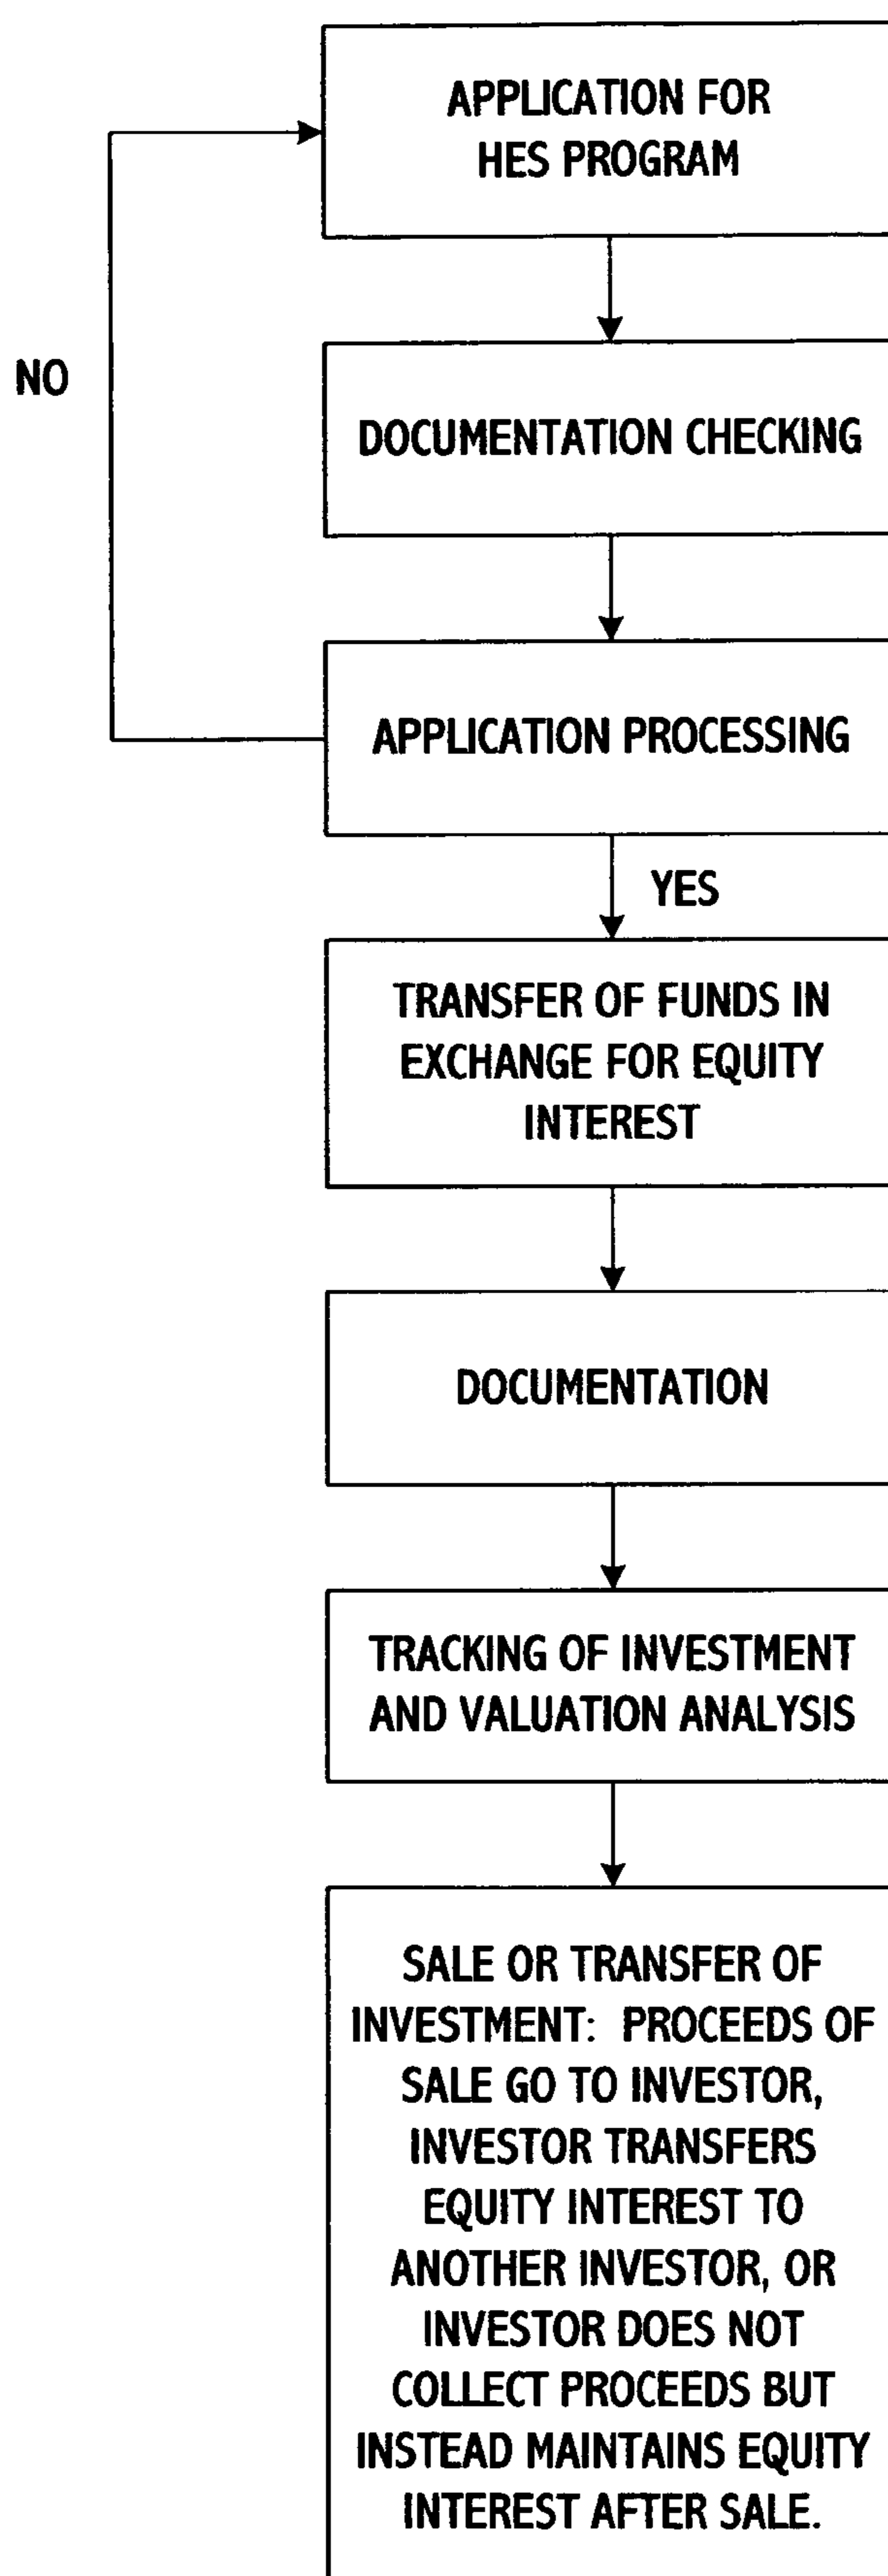 APPLICATION FOR
HES PROGRAM
NO
DOCUMENTATION CHECKING
APPLICATION PROCESSING
YES
TRANSFER OF FUNDS IN
EXCHANGE FOR EQUITY
INTEREST
DOCUMENTATION
TRACKING OF INVESTMENT
AND VALUATION ANALYSIS
SALE OR TRANSFER OF
INVESTMENT: PROCEEDS OF
SALE GO TO INVESTOR,
INVESTOR TRANSFERS
EQUITY INTEREST TO
ANOTHER INVESTOR, OR
INVESTOR DOES NOT
COLLECT PROCEEDS BUT
INSTEAD MAINTAINS EQUITY
INTEREST AFTER SALE.